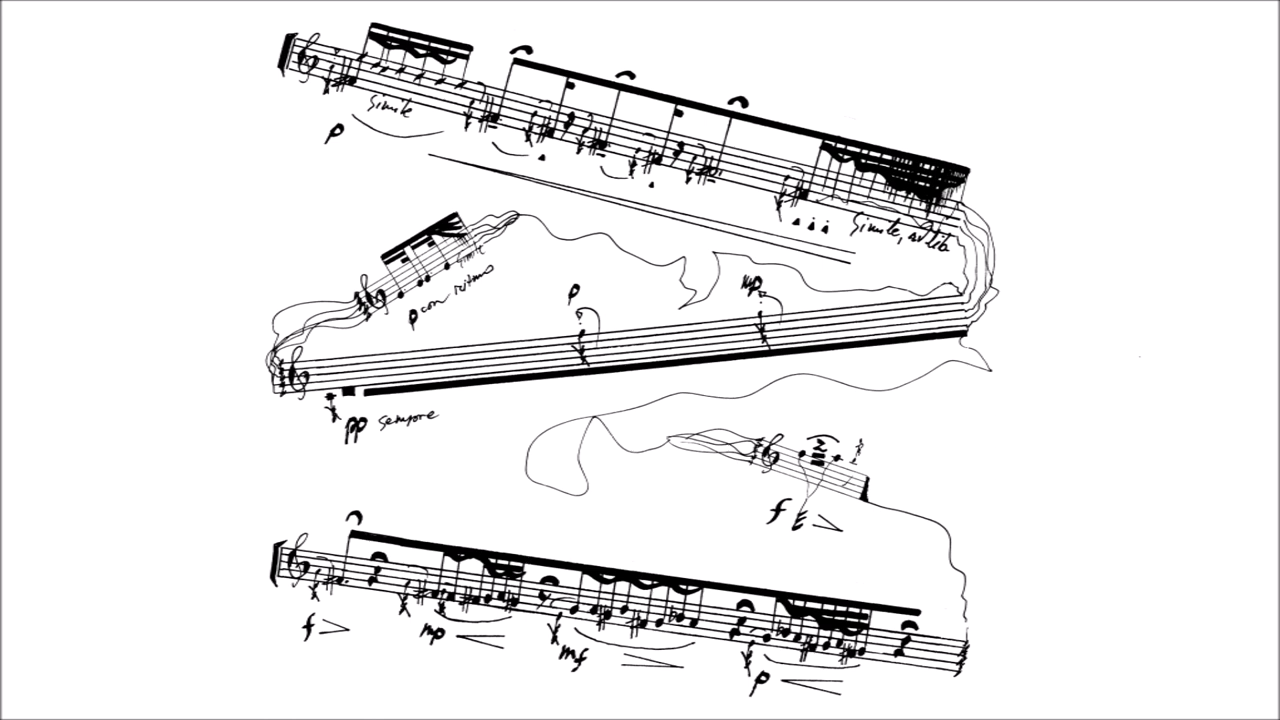 simile
p
simile, ad lib
simile
p con ritmo
p
mp
pp sempre
f
f
mp
mf
p